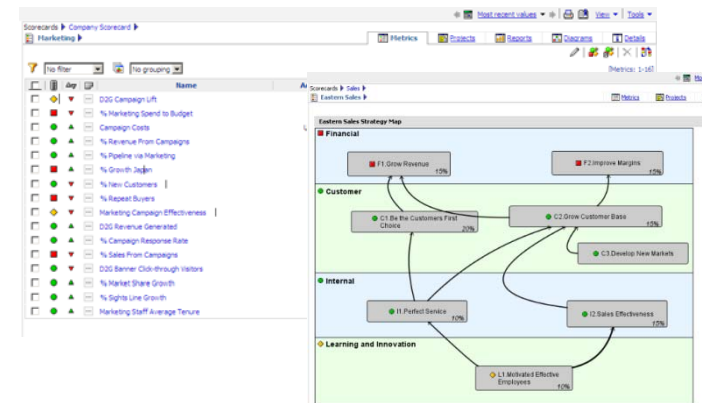 Most recent values
View
Tools
Scorecards
Company Scorecard
Marketing
Metrics
Projects
Reports
Diagrams
Details
No filter
No grouping
[Metrics: 1-16]
Name
D2G Campaign Lift
% Marketing Spend to Budget
Campaign Costs
% Revenue From Campaigns
% Pipeline via Marketing
% Growth Japan
% New Customers
% Repeat Buyers
Marketing Campaign Effectiveness
D2G Revenue Generated
% Campaign Response Rate
% Sales From Campaigns
D2G Banner Click-through Visitors
% Market Share Growth
% Sights Line Growth
Marketing Staff Average Tenure
Scorecards
Sales
Eastern Sales
Metrics
Projects
Eastern Sales Strategy Map
Financial
F1.Grow Revenue
15%
F2.Improve Margins
15%
Customer
C1.Be the Customers First
Choice
20%
C2.Grow Customer Base
15%
C3.Develop New Markets
Internal
I1.Perfect Service
10%
I2.Sales Effectiveness
15%
Learning and Innovation
L1.Motivated Effective
Employees
10%